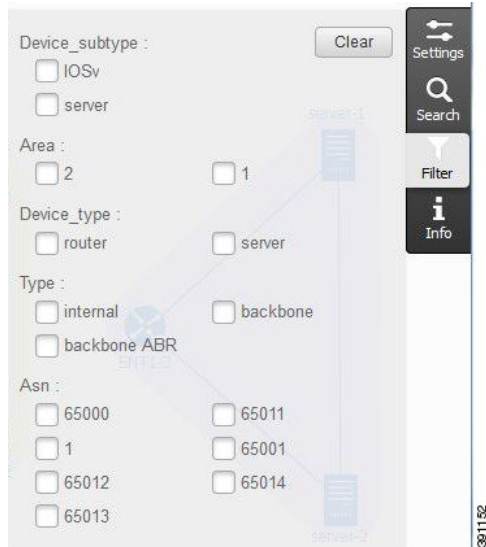 Device_subtype :
Clear
IOSv
server
Area :
2
1
Device_type :
router
server
Type :
internal
backbone
backbone ABR
Asn :
65000
65011
1
65001
65012
65014
65013
server-1
server-2
Settings
Search
Filter
Info
391152